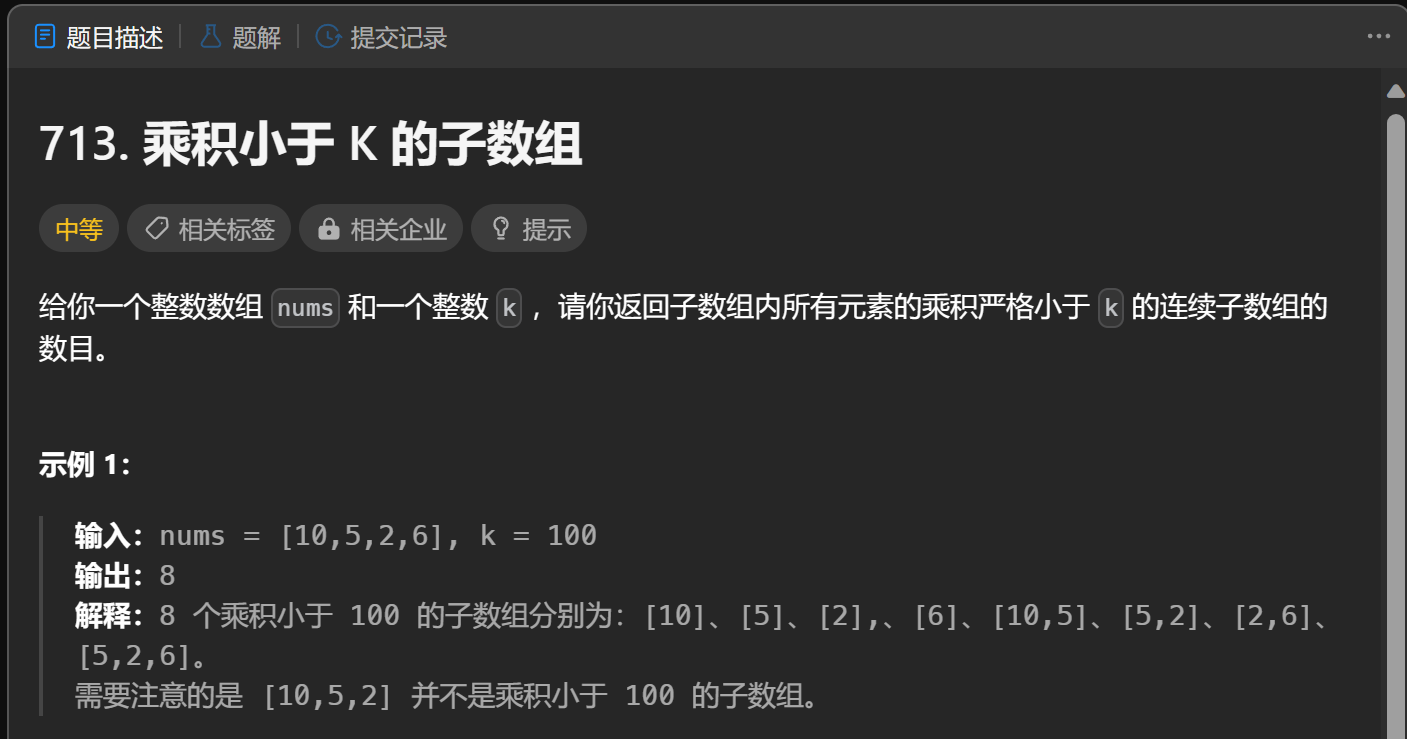 题目描述 | 题解 | 提交记录
713. 乘积小于 K 的子数组
中等 相关标签 相关企业 提示
给你一个整数数组 nums 和一个整数 k ，请你返回子数组内所有元素的乘积严格小于 k 的连续子数组的
数目。
示例 1：
输入：nums = [10,5,2,6], k = 100
输出：8
解释：8 个乘积小于 100 的子数组分别为：[10]、[5]、[2],、[6]、[10,5]、[5,2]、[2,6]、
[5,2,6]。
需要注意的是 [10,5,2] 并不是乘积小于 100 的子数组。